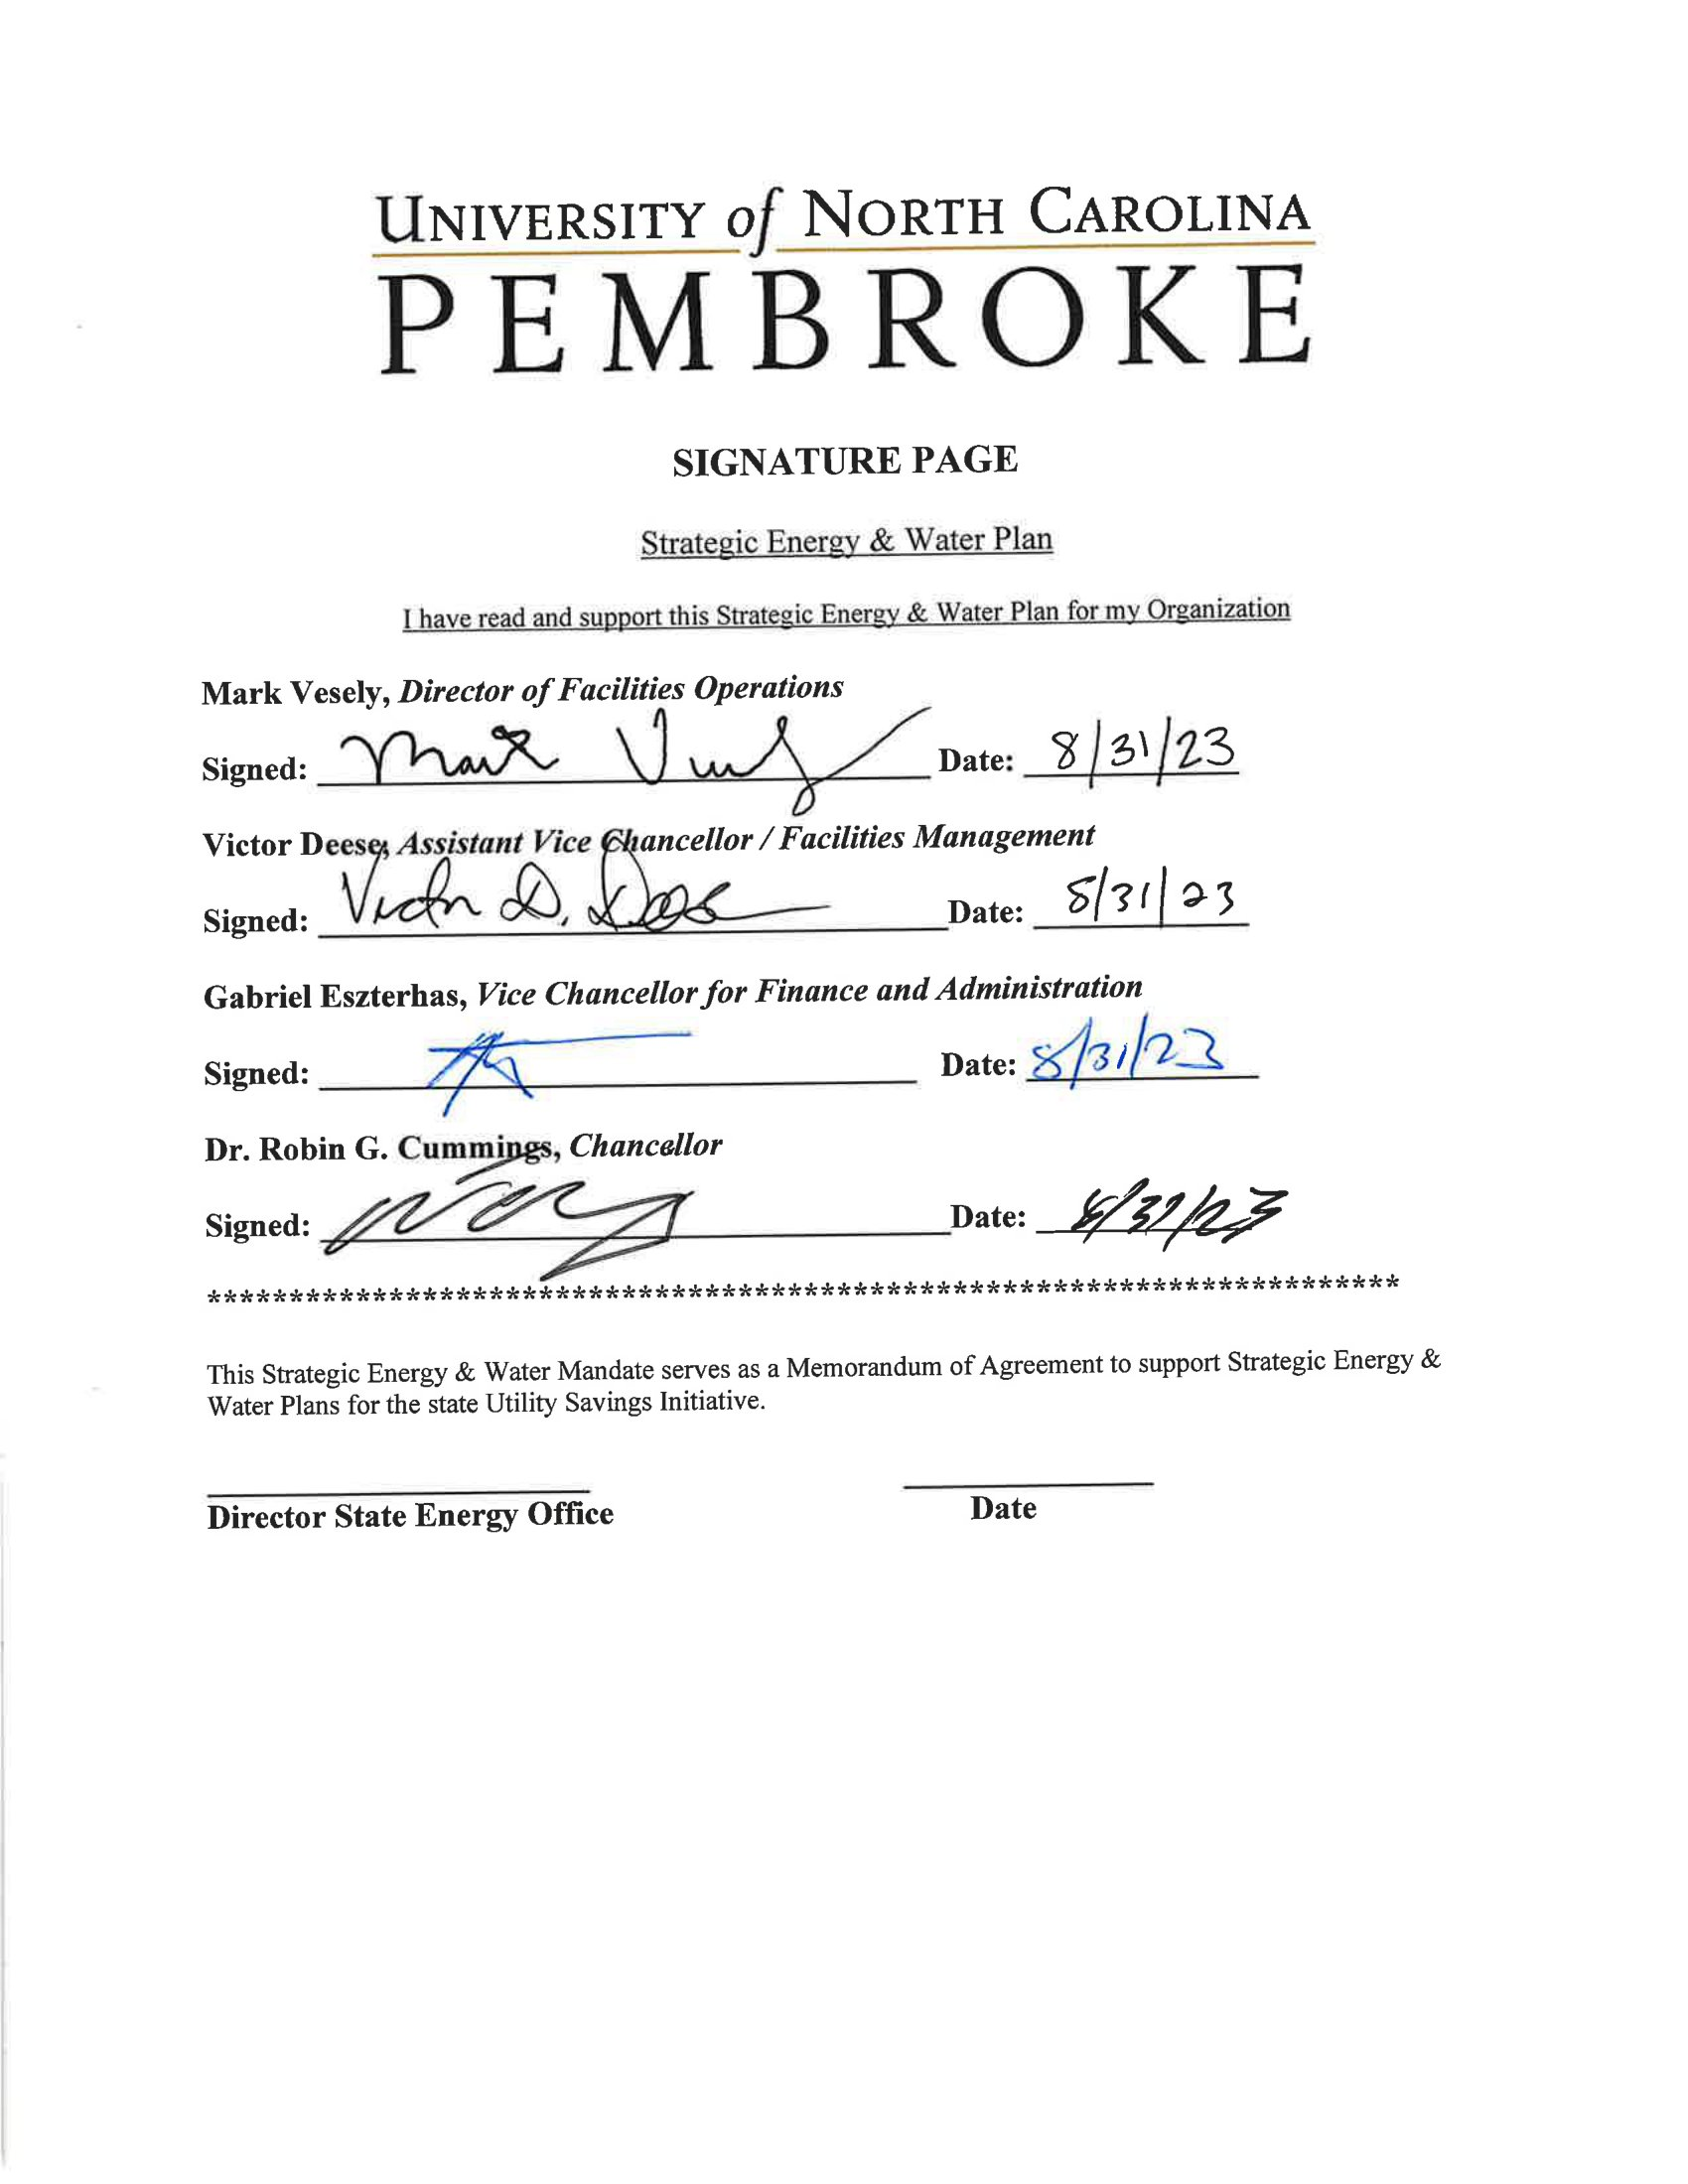 UNIVERSITY of NORTH CAROLINA
PEMBROKE
SIGNATURE PAGE
Strategic Energy & Water Plan
I have read and support this Strategic Energy & Water Plan for my Organization
Mark Vesely, Director of Facilities Operations
Signed: Mark Vesely Date: 8/31/23
Victor Deese, Assistant Vice Chancellor / Facilities Management
Signed: Victor D. Deese Date: 8/31/23
Gabriel Eszterhas, Vice Chancellor for Finance and Administration
Signed: Date: 8/31/23
Dr. Robin G. Cummings, Chancellor
Signed: Date: 8/31/23
************************************************************************
This Strategic Energy & Water Mandate serves as a Memorandum of Agreement to support Strategic Energy &
Water Plans for the state Utility Savings Initiative.
Director State Energy Office Date